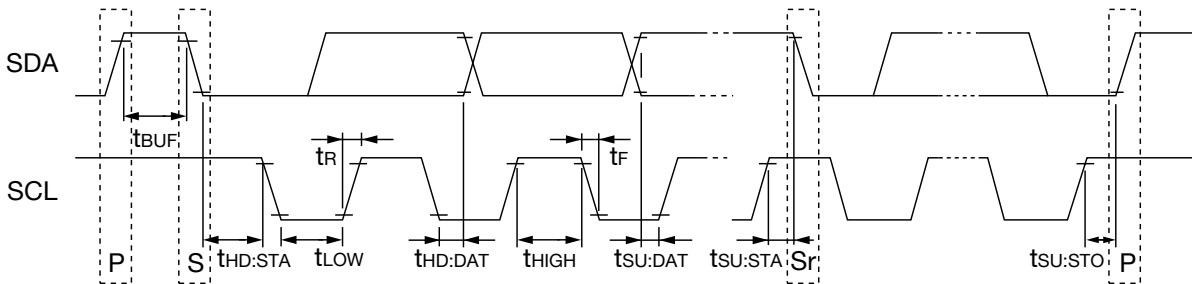 SDA
tBUF
tR
tF
SCL
P
S
tHD:STA
tLOW
tHD:DAT
tHIGH
tSU:DAT
tSU:STA
Sr
tSU:STO
P